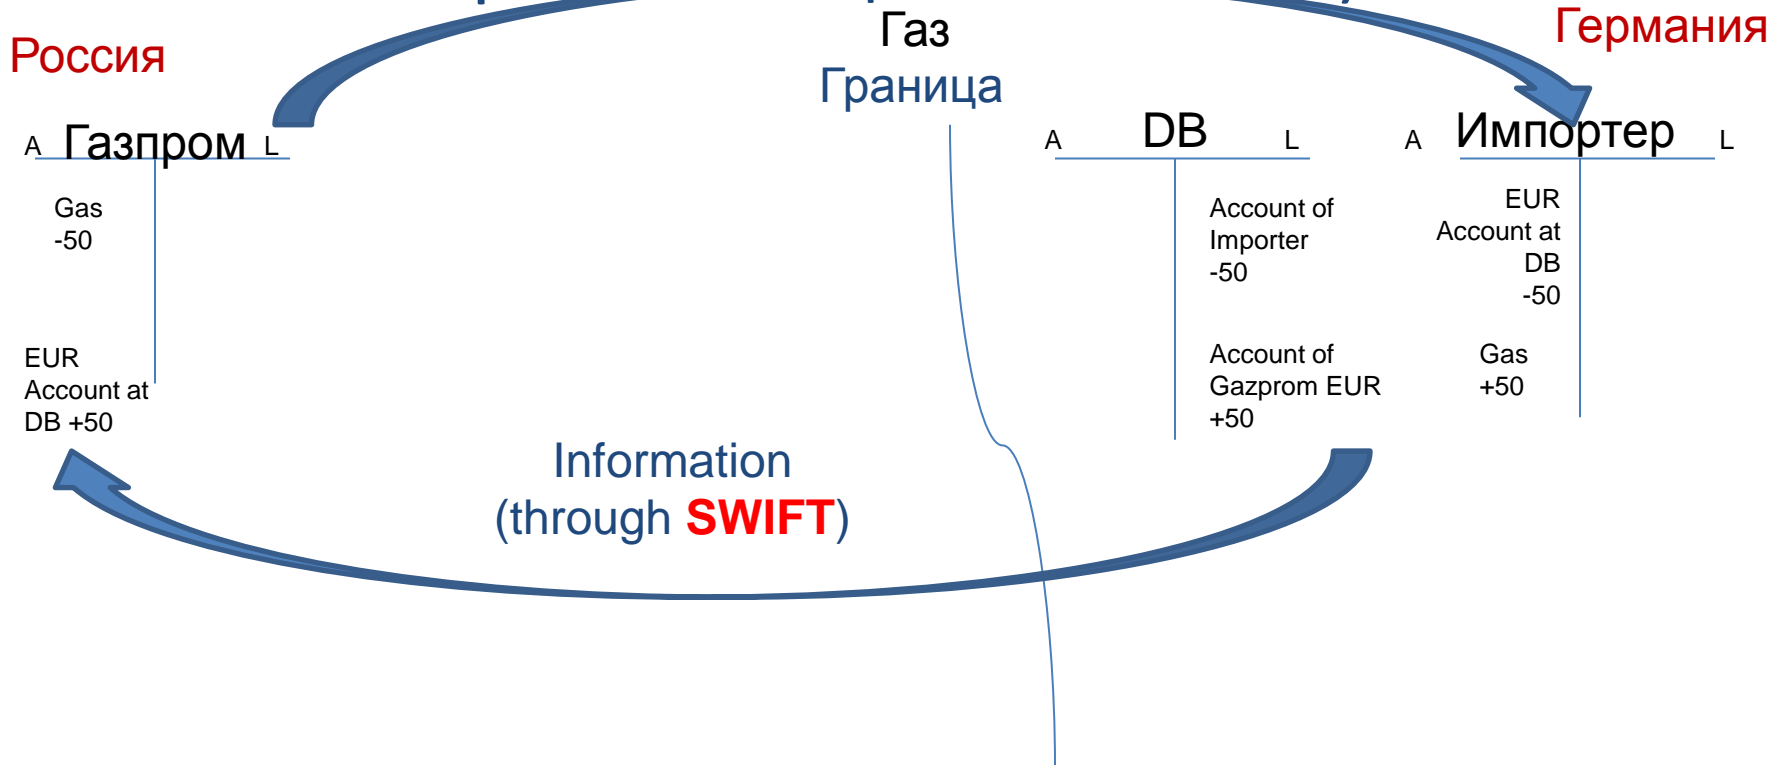 Россия
Газ
Граница
Германия
A Газпром L
Gas
-50
EUR
Account at
DB +50
A DB L
Account of
Importer
-50
Account of
Gazprom EUR
+50
A Импортер L
EUR
Account at
DB
-50
Gas
+50
Information
(through SWIFT)